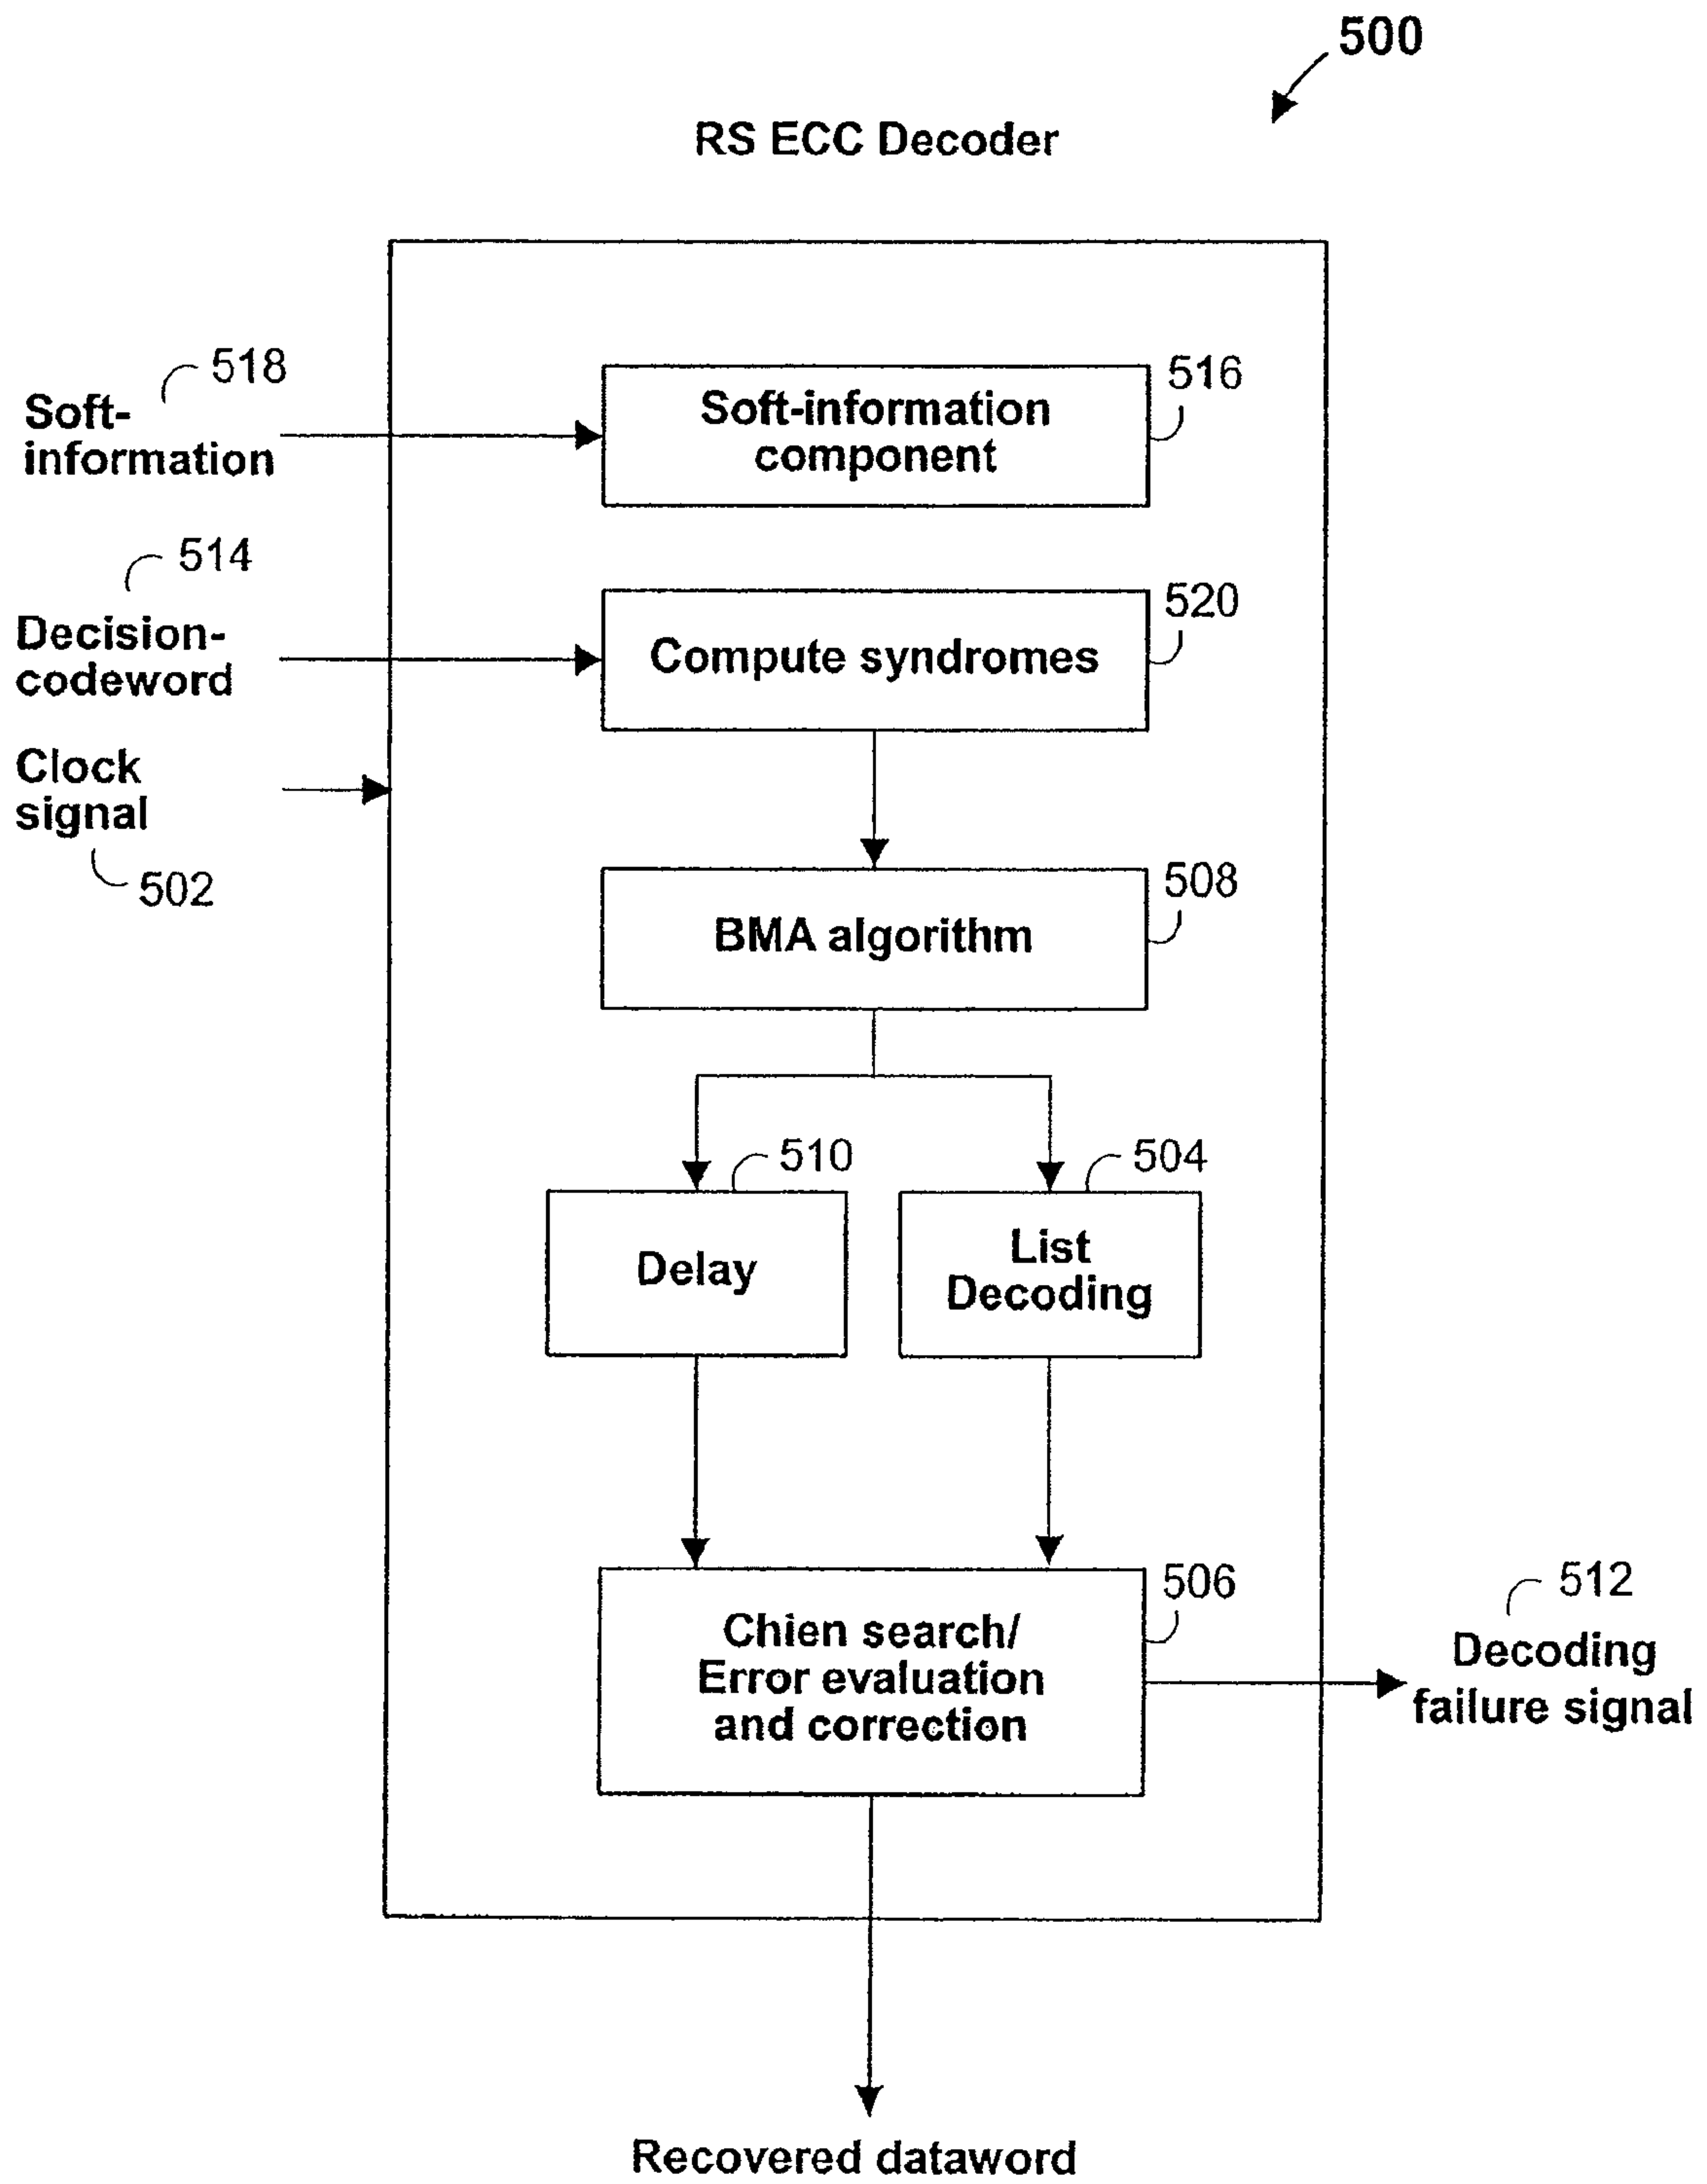 500
RS ECC Decoder
518
Soft-
information
516
Soft-information
component
514
Decision-
codeword
520
Compute syndromes
Clock
signal
502
508
BMA algorithm
510
Delay
504
List
Decoding
506
Chien search/
Error evaluation
and correction
512
Decoding
failure signal
Recovered dataword